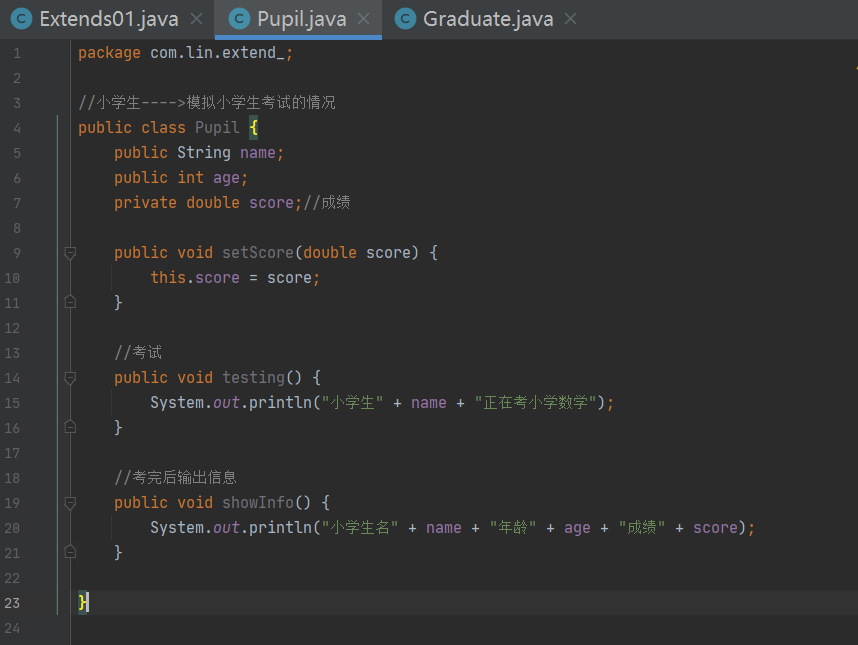 Extends01.java Pupil.java Graduate.java
1 package com.lin.extend_;
2
3 //小学生---->模拟小学生考试的情况
4 public class Pupil {
5 public String name;
6 public int age;
7 private double score;//成绩
8
9 public void setScore(double score) {
10 this.score = score;
11 }
12
13 //考试
14 public void testing() {
15 System.out.println("小学生" + name + "正在考小学数学");
16 }
17
18 //考完后输出信息
19 public void showInfo() {
20 System.out.println("小学生名" + name + "年龄" + age + "成绩" + score);
21 }
22
23 }
24